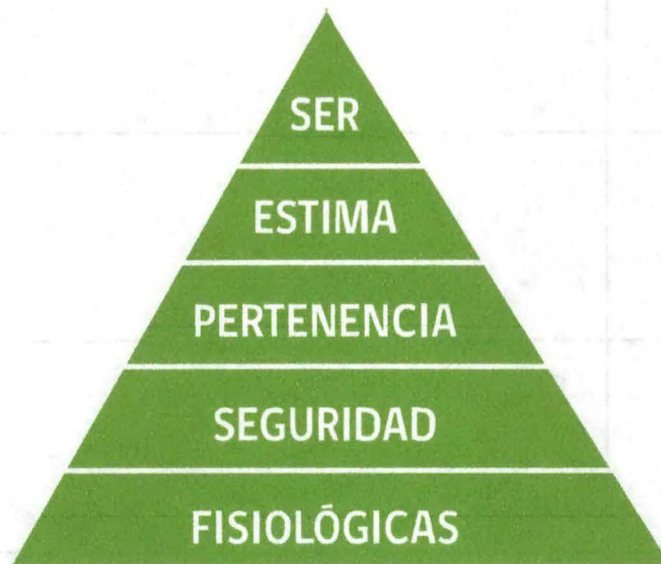 SER
ESTIMA
PERTENENCIA
SEGURIDAD
FISIOLÓGICAS